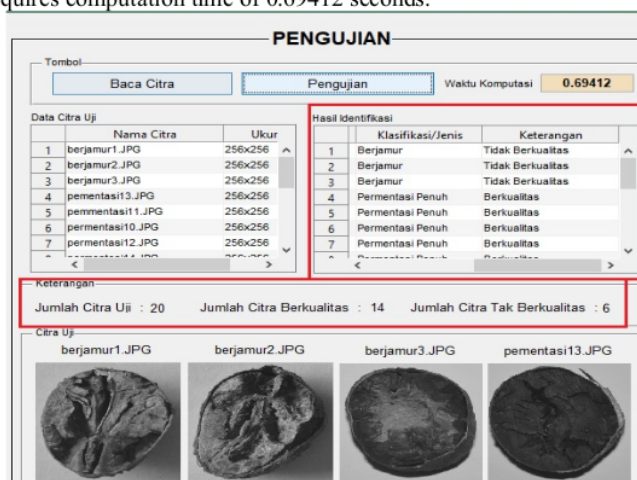 quires computation time of 0.69412 seconds.
PENGUJIAN
Tombol
Baca Citra Pengujian Waktu Komputasi 0.69412
Data Citra Uji
Nama Citra Ukur
1 berjamur1.JPG 256x256
2 berjamur2.JPG 256x256
3 berjamur3.JPG 256x256
4 pementasi13.JPG 256x256
5 pemmentasi11.JPG 256x256
6 permentasi10.JPG 256x256
7 permentasi12.JPG 256x256
Hasil Identifikasi
Klasifikasi/Jenis Keterangan
1 Berjamur Tidak Berkualitas
2 Berjamur Tidak Berkualitas
3 Berjamur Tidak Berkualitas
4 Permentasi Penuh Berkualitas
5 Permentasi Penuh Berkualitas
6 Permentasi Penuh Berkualitas
7 Permentasi Penuh Berkualitas
Keterangan
Jumlah Citra Uji : 20 Jumlah Citra Berkualitas : 14 Jumlah Citra Tak Berkualitas : 6
Citra Uji
berjamur1.JPG berjamur2.JPG berjamur3.JPG pementasi13.JPG